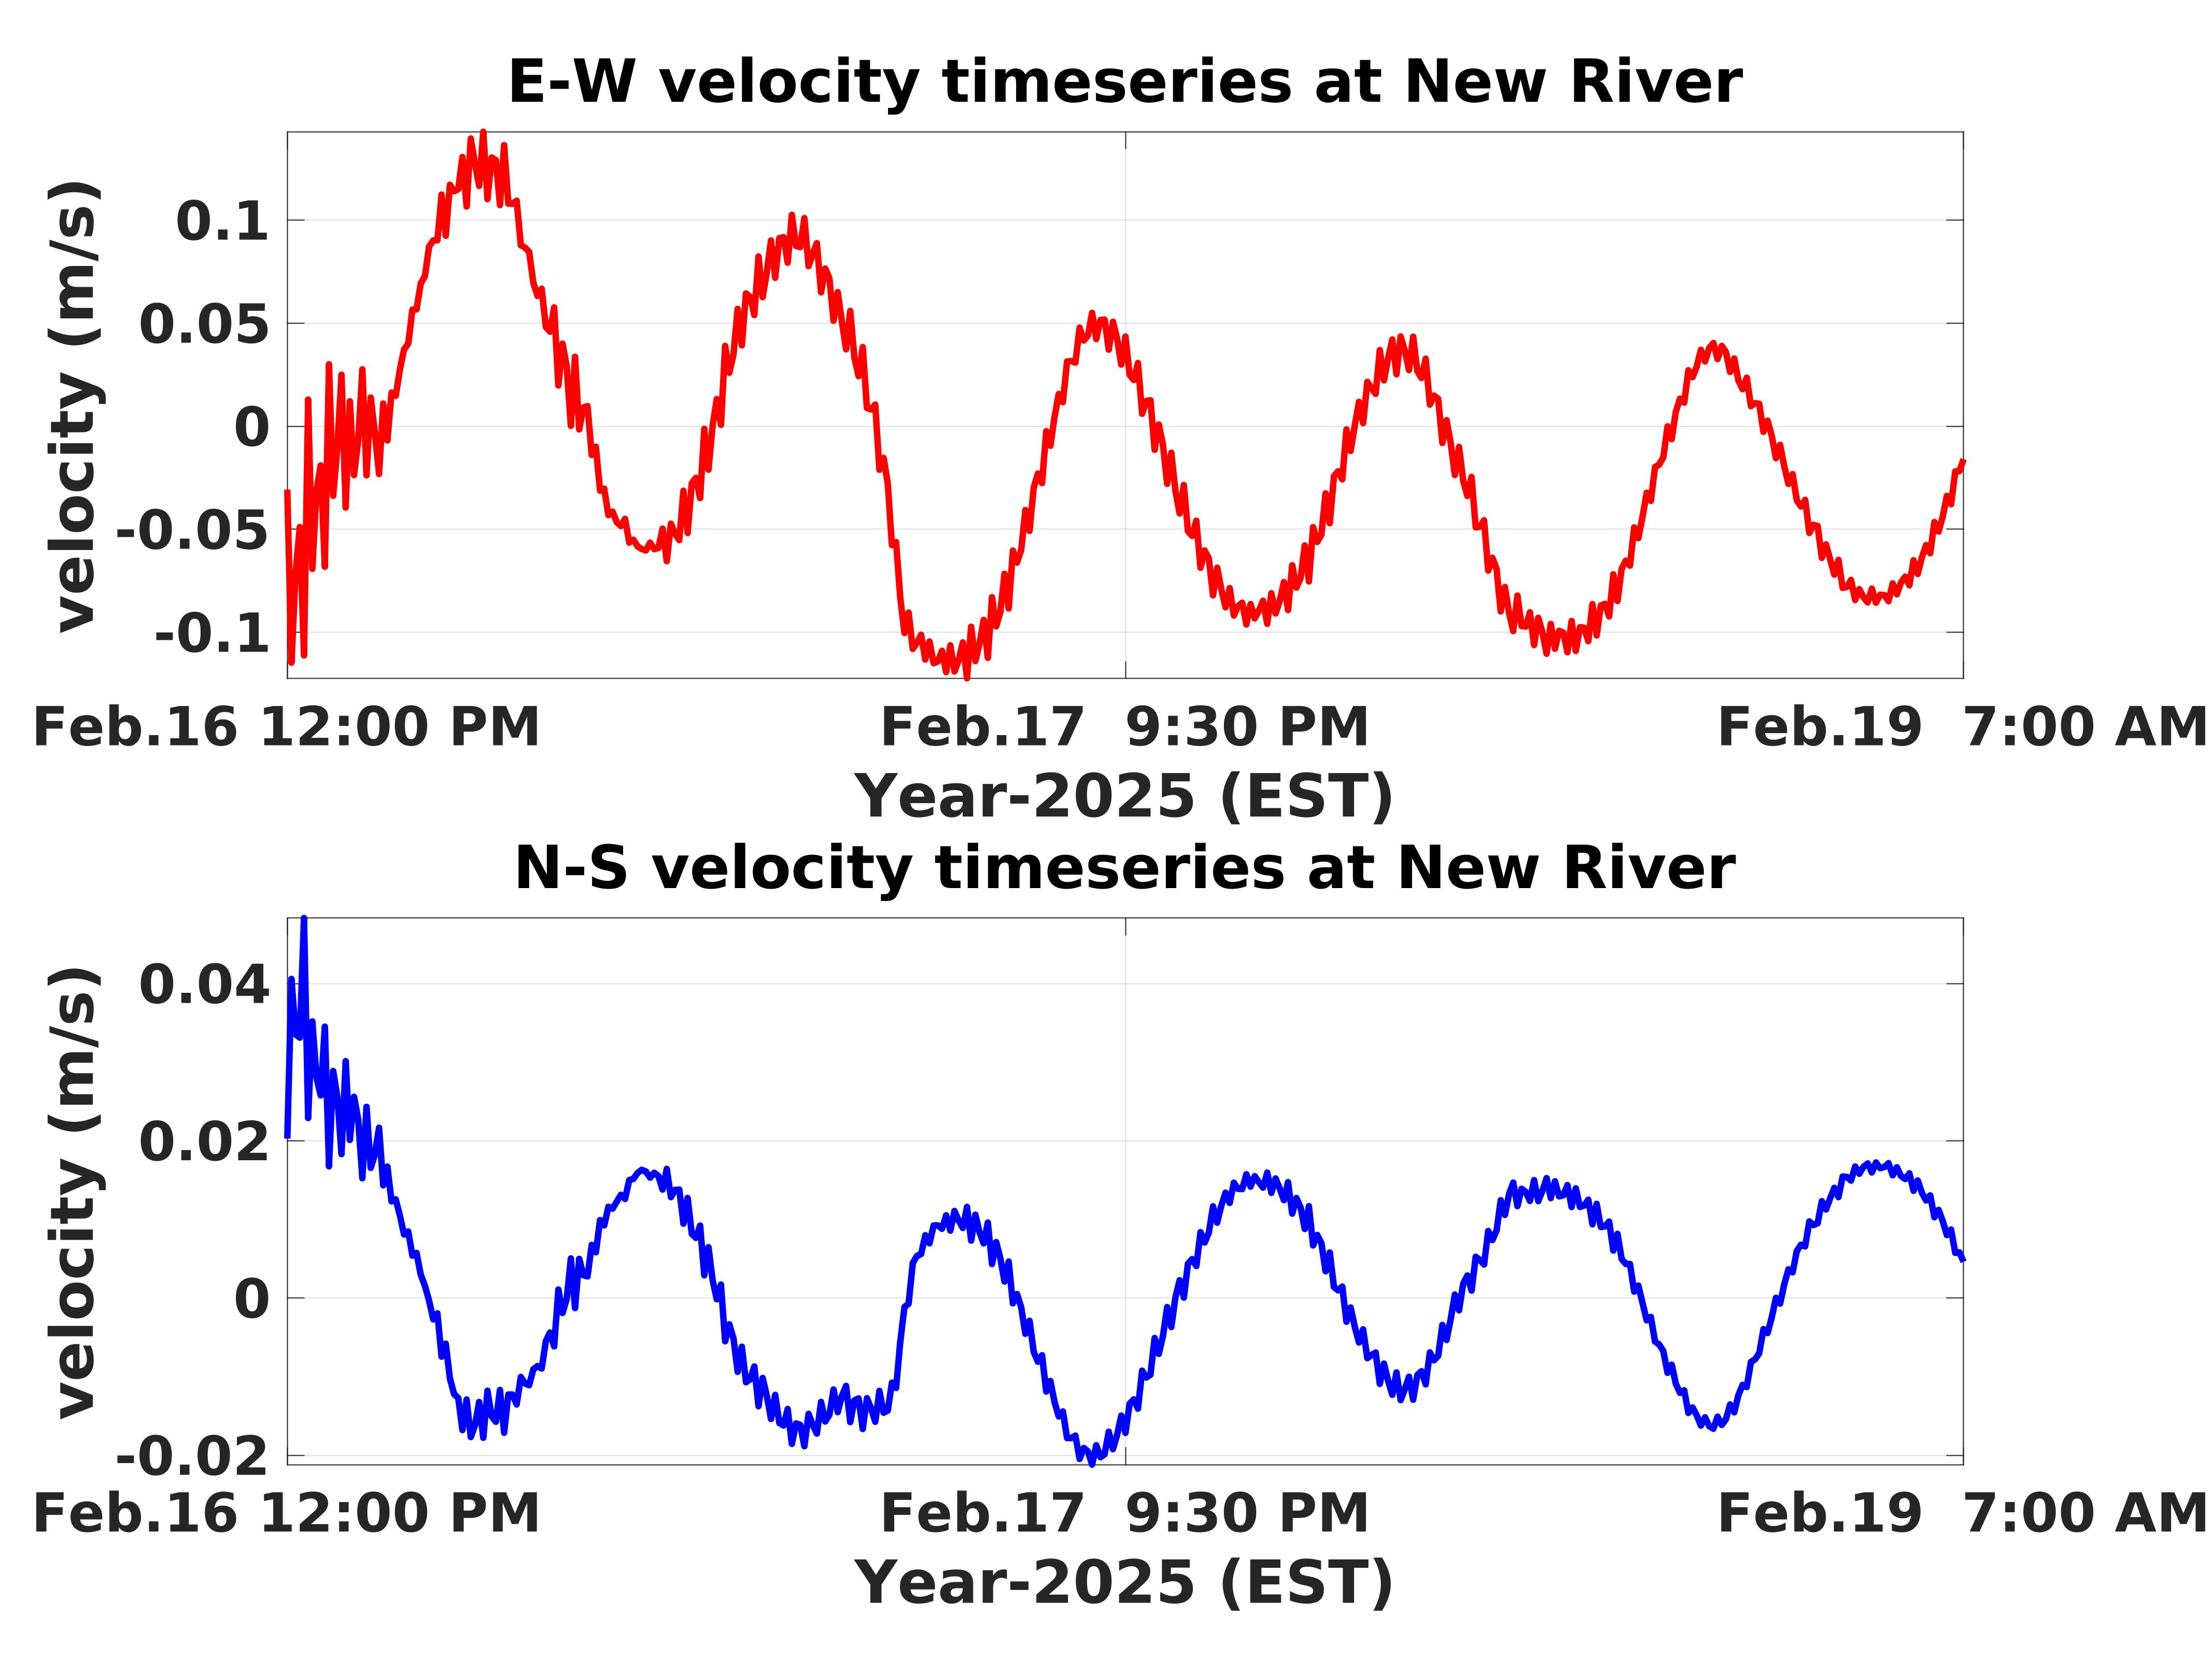 E-W velocity timeseries at New River
velocity (m/s)
0.1
0.05
0
-0.05
-0.1
Feb.16 12:00 PM Feb.17  9:30 PM Feb.19  7:00 AM
Year-2025 (EST)
N-S velocity timeseries at New River
velocity (m/s)
0.04
0.02
0
-0.02
Feb.16 12:00 PM Feb.17  9:30 PM Feb.19  7:00 AM
Year-2025 (EST)